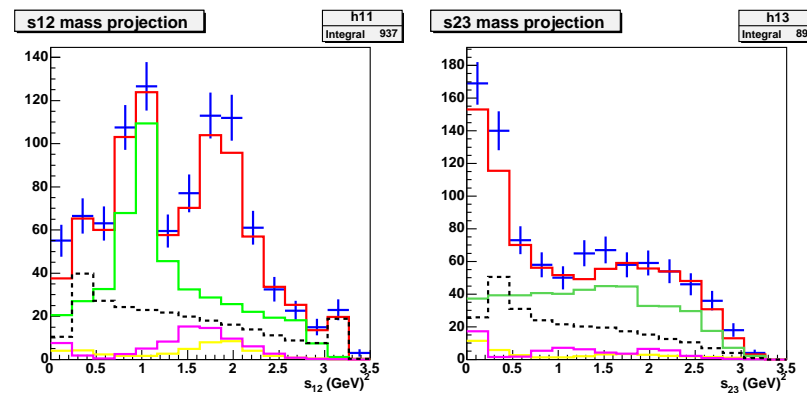 s12 mass projection
h11
Integral 937
140
120
100
80
60
40
20
0
0 0.5 1 1.5 2 2.5 3 3.5
s12 (GeV)2
s23 mass projection
h13
Integral 89
180
160
140
120
100
80
60
40
20
0
0 0.5 1 1.5 2 2.5 3 3.5
s23 (GeV)2